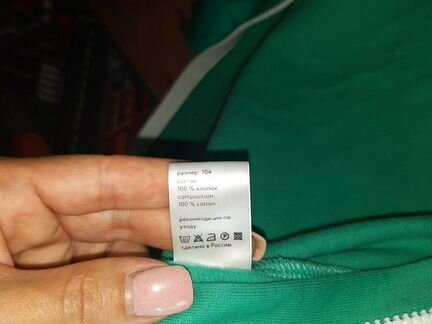 размер: 104
состав:
100 % хлопок
composition:
100 % cotton
рекомендации по
уходу:
сделано в России